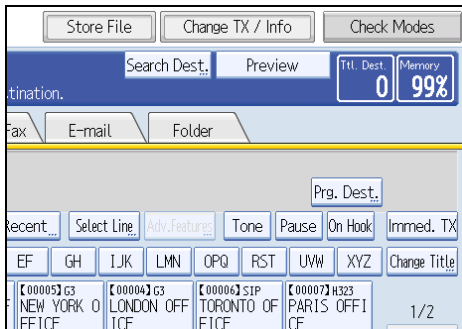 Store File Change TX / Info Check Modes
Search Dest. Preview Ttl. Dest. Memory
tination. 0 99%
Fax E-mail Folder
Prg. Dest.
Recent Select Line Adv.Features Tone Pause On Hook Immed. TX
EF GH IJK LMN OPQ RST UVW XYZ Change Title
【00005】G3 【00004】G3 【00006】SIP 【00007】H323
NEW YORK O LONDON OFF TORONTO OF PARIS OFFI 1/2
FFICE ICE FICE CE